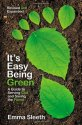 Revised and
Expanded
It's Easy
Being
Green
A Guide to
Serving God
and Saving
the Planet
Emma Sleeth